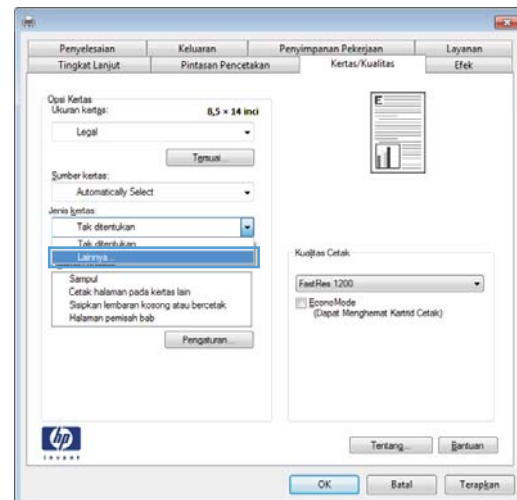 Penyelesaian Keluaran Penyimpanan Pekerjaan Layanan
Tingkat Lanjut Pintasan Pencetakan Kertas/Kualitas Efek
Opsi Kertas
Ukuran kertas: 8,5 × 14 inci
Legal
Tersuai...
Sumber kertas:
Automatically Select
Jenis kertas:
Tak ditentukan
Tak ditentukan
Lainnya...
Sampul
Cetak halaman pada kertas lain
Sisipkan lembaran kosong atau bercetak
Halaman pemisah bab
Pengaturan...
E
Kualitas Cetak
FastRes 1200
EconoMode
(Dapat Menghemat Kartrid Cetak)
hp
invent
Tentang... Bantuan
OK Batal Terapkan